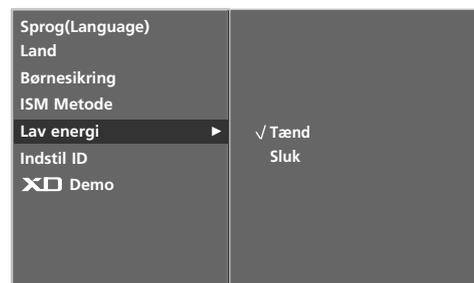 Sprog(Language)
Land
Børnesikring
ISM Metode
Lav energi
Tænd
Sluk
Indstil ID
XD Demo